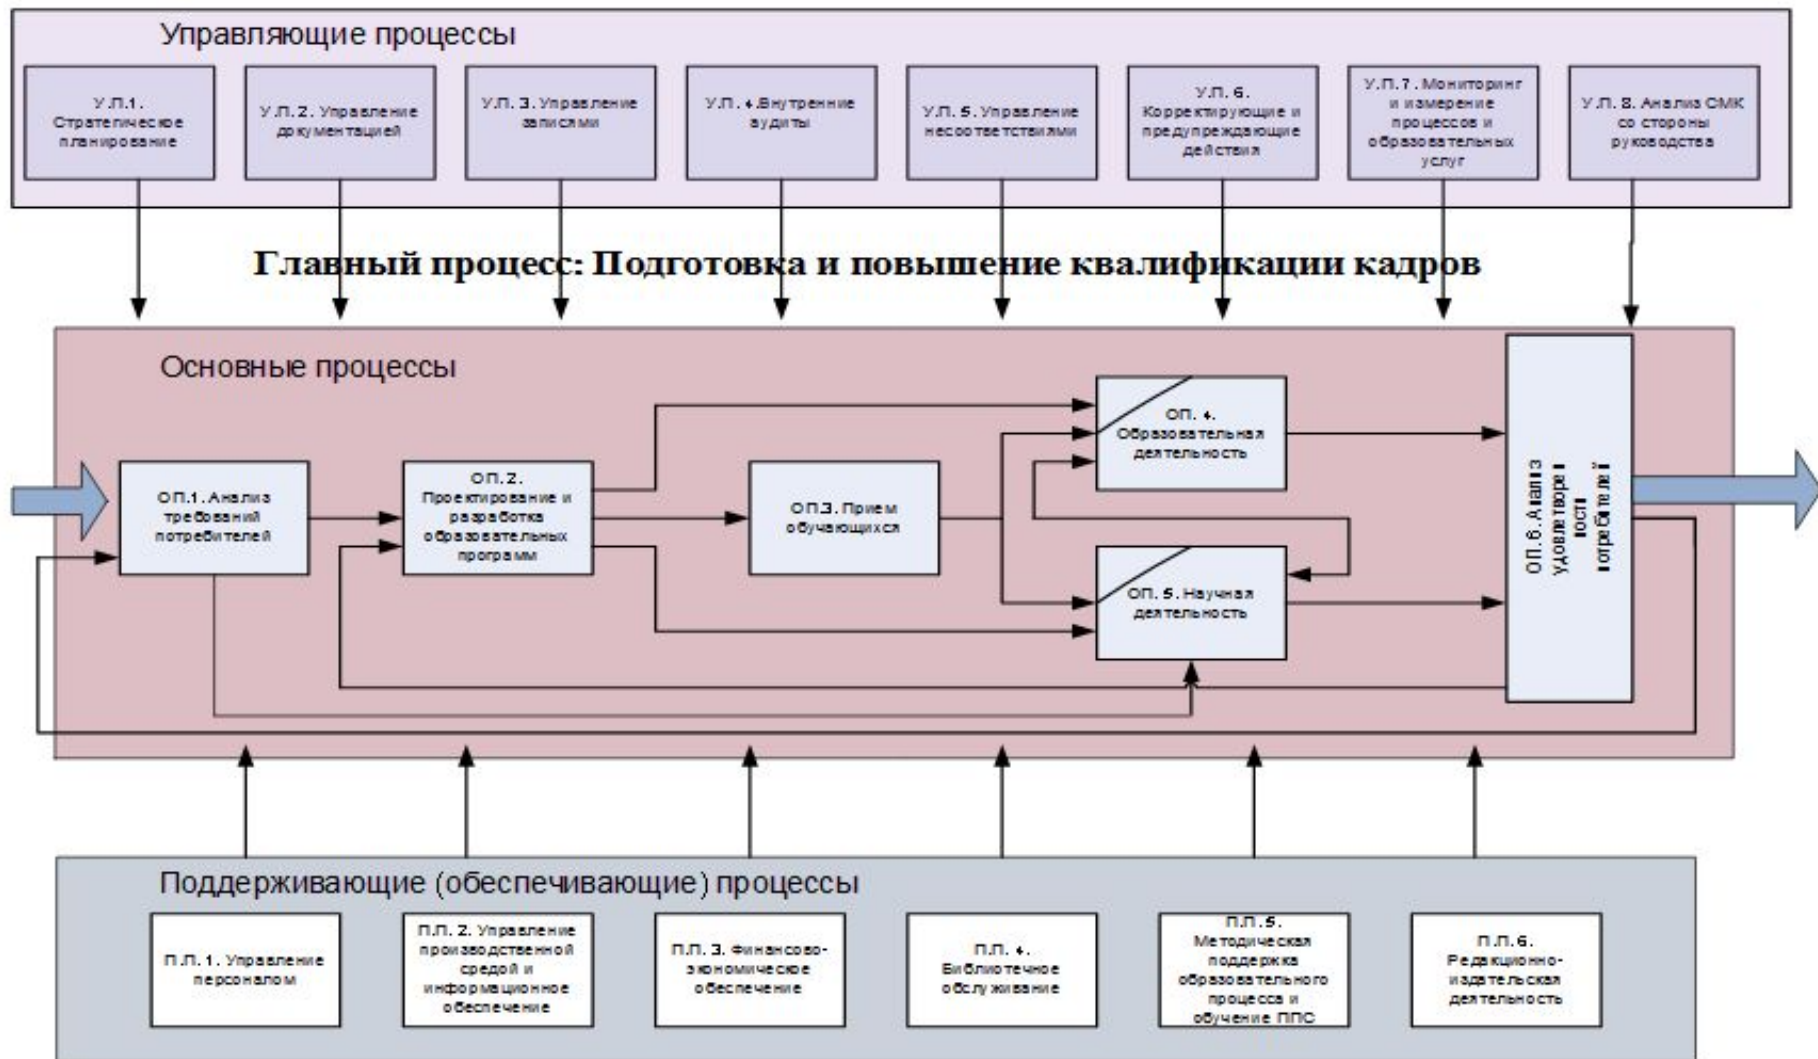 Управляющие процессы
У.П.1.
Стратегическое
планирование
У.П.2. Управление
документацией
У.П. 3. Управление
записями
У.П. 4.Внутренние
аудиты
У.П. 5. Управление
несоответствиями
У.П. 6.
Корректирующие и
предупреждающие
действия
У.П.7. Мониторинг
и измерение
процессов и
образовательных
услуг
У.П. 8. Анализ СМК
со стороны
руководства
Главный процесс: Подготовка и повышение квалификации кадров
Основные процессы
ОП.1. Анализ
требований
потребителей
ОП.2.
Проектирование и
разработка
образовательных
программ
ОП.3. Прием
обучающихся
ОП. 4.
Образовательная
деятельность
ОП. 5. Научная
деятельность
ОП.6. Анализ
удовлетворен
ности
потребителей
Поддерживающие (обеспечивающие) процессы
П.П. 1. Управление
персоналом
П.П. 2. Управление
производственной
средой и
информационное
обеспечение
П.П. 3. Финансово-
экономическое
обеспечение
П.П. 4.
Библиотечное
обслуживание
П.П. 5.
Методическая
поддержка
образовательного
процесса и
обучение ППС
П.П.6.
Редакционно-
издательская
деятельность